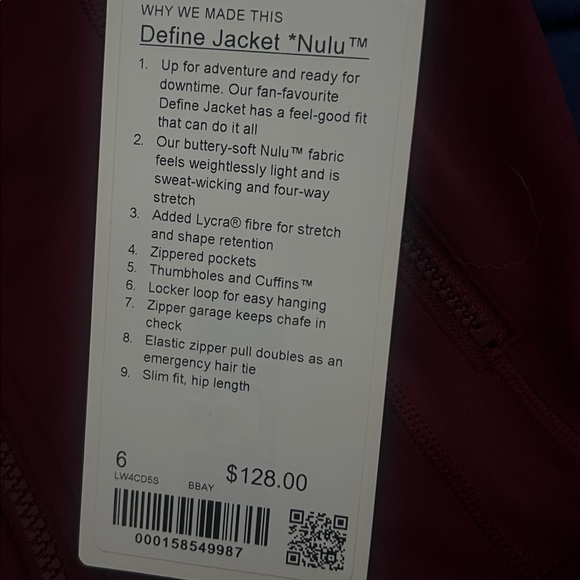 WHY WE MADE THIS
Define Jacket *Nulu™
1. Up for adventure and ready for
downtime. Our fan-favourite
Define Jacket has a feel-good fit
that can do it all
2. Our buttery-soft Nulu™ fabric
feels weightlessly light and is
sweat-wicking and four-way
stretch
3. Added Lycra® fibre for stretch
and shape retention
4. Zippered pockets
5. Thumbholes and Cuffins™
6. Locker loop for easy hanging
7. Zipper garage keeps chafe in
check
8. Elastic zipper pull doubles as an
emergency hair tie
9. Slim fit, hip length
6
LW4CD5S BBAY $128.00
000158549987